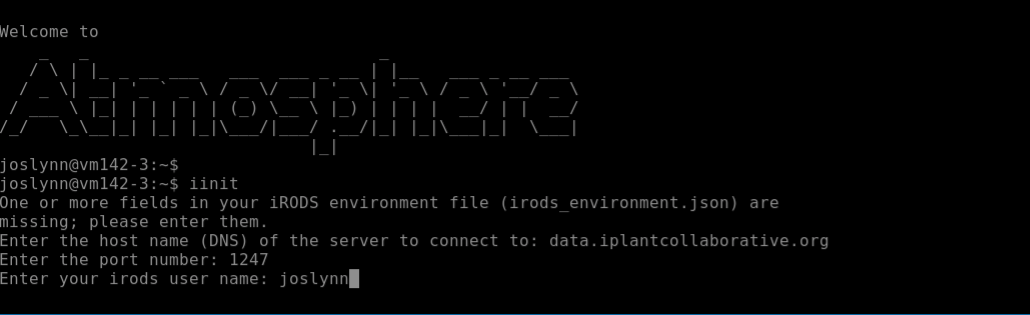 Welcome to
Atmosphere
joslynn@vm142-3:~$
joslynn@vm142-3:~$ iinit
One or more fields in your iRODS environment file (irods_environment.json) are
missing; please enter them.
Enter the host name (DNS) of the server to connect to: data.iplantcollaborative.org
Enter the port number: 1247
Enter your irods user name: joslynn